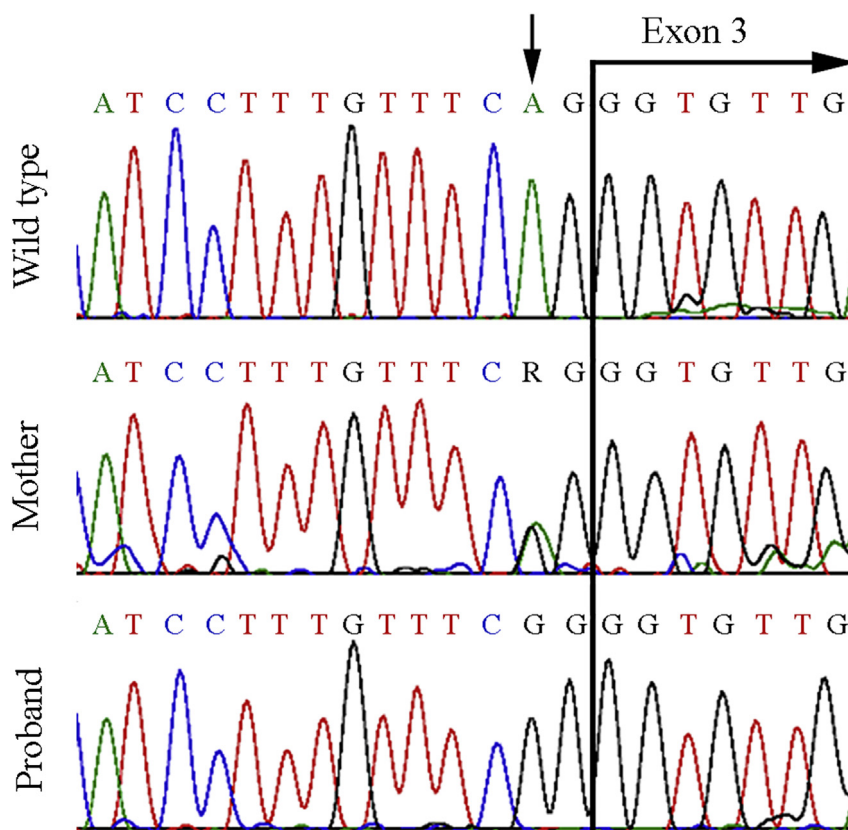 Exon 3
Wild type
A T C C T T T G T T T C A G G G T G T T G
Mother
A T C C T T T G T T T C R G G G T G T T G
Proband
A T C C T T T G T T T C G G G G T G T T G